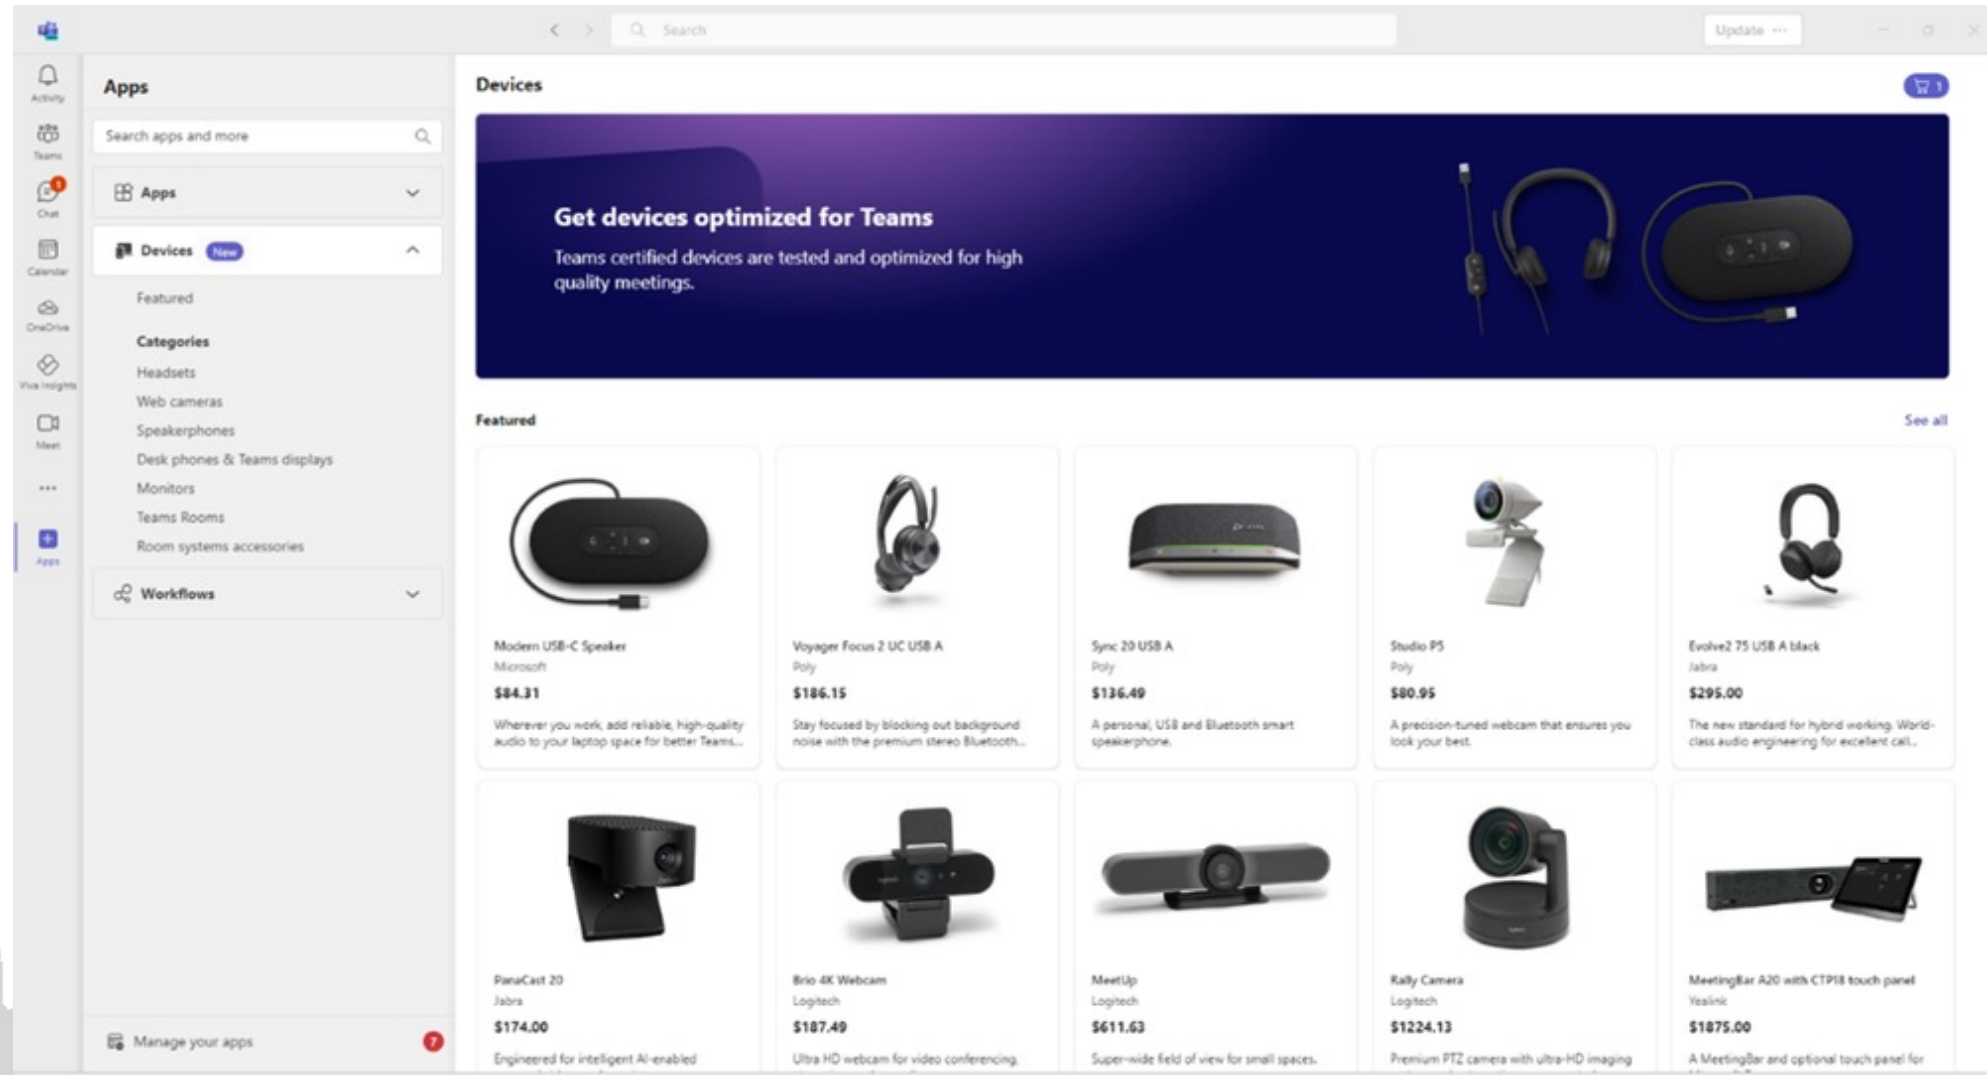 Search
Update ...
Activity
Teams
1
Chat
Calendar
OneDrive
Viva Insights
Meet
...
Apps
Apps
Search apps and more
Apps
Devices New
Featured
Categories
Headsets
Web cameras
Speakerphones
Desk phones & Teams displays
Monitors
Teams Rooms
Room systems accessories
Workflows
Manage your apps 7
Devices
1
Get devices optimized for Teams
Teams certified devices are tested and optimized for high
quality meetings.
Featured
See all
Modern USB-C Speaker
Microsoft
$84.31
Wherever you work, add reliable, high-quality
audio to your laptop space for better Teams...
Voyager Focus 2 UC USB A
Poly
$186.15
Stay focused by blocking out background
noise with the premium stereo Bluetooth...
Sync 20 USB A
Poly
$136.49
A personal, USB and Bluetooth smart
speakerphone.
Studio P5
Poly
$80.95
A precision-tuned webcam that ensures you
look your best.
Evolve2 75 USB A black
Jabra
$295.00
The new standard for hybrid working. World-
class audio engineering for excellent call...
PanaCast 20
Jabra
$174.00
Engineered for intelligent AI-enabled
Brio 4K Webcam
Logitech
$187.49
Ultra HD webcam for video conferencing,
MeetUp
Logitech
$611.63
Super-wide field of view for small spaces.
Rally Camera
Logitech
$1224.13
Premium PTZ camera with ultra-HD imaging
MeetingBar A20 with CTP18 touch panel
Yealink
$1875.00
A MeetingBar and optional touch panel for